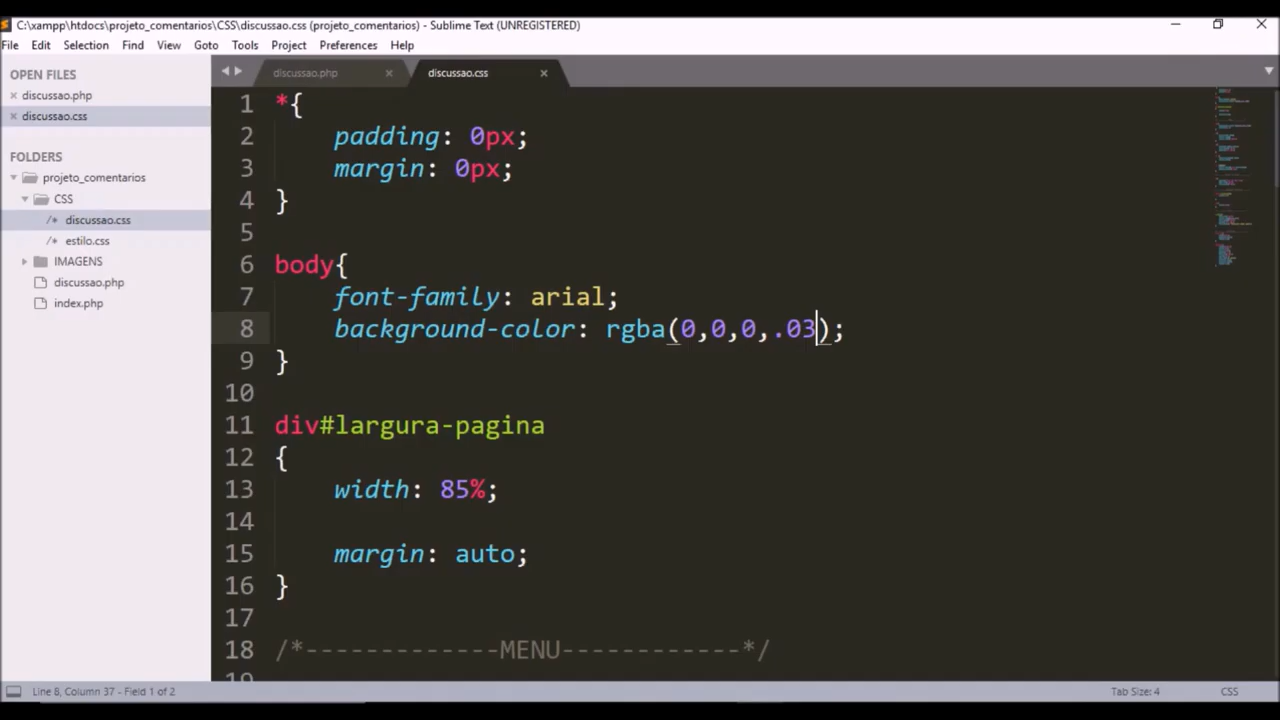 C:\xampp\htdocs\projeto_comentarios\CSS\discussao.css (projeto_comentarios) - Sublime Text (UNREGISTERED)
File Edit Selection Find View Goto Tools Project Preferences Help
OPEN FILES
discussao.php
discussao.css
FOLDERS
projeto_comentarios
CSS
/* discussao.css
/* estilo.css
IMAGENS
discussao.php
index.php
discussao.php discussao.css
1 *{
2 padding: 0px;
3 margin: 0px;
4 }
5
6 body{
7 font-family: arial;
8 background-color: rgba(0,0,0,.03);
9 }
10
11 div#largura-pagina
12 {
13 width: 85%;
14
15 margin: auto;
16 }
17
18 /*-------------MENU------------*/
19
Line 8, Column 37 - Field 1 of 2 Tab Size: 4 CSS